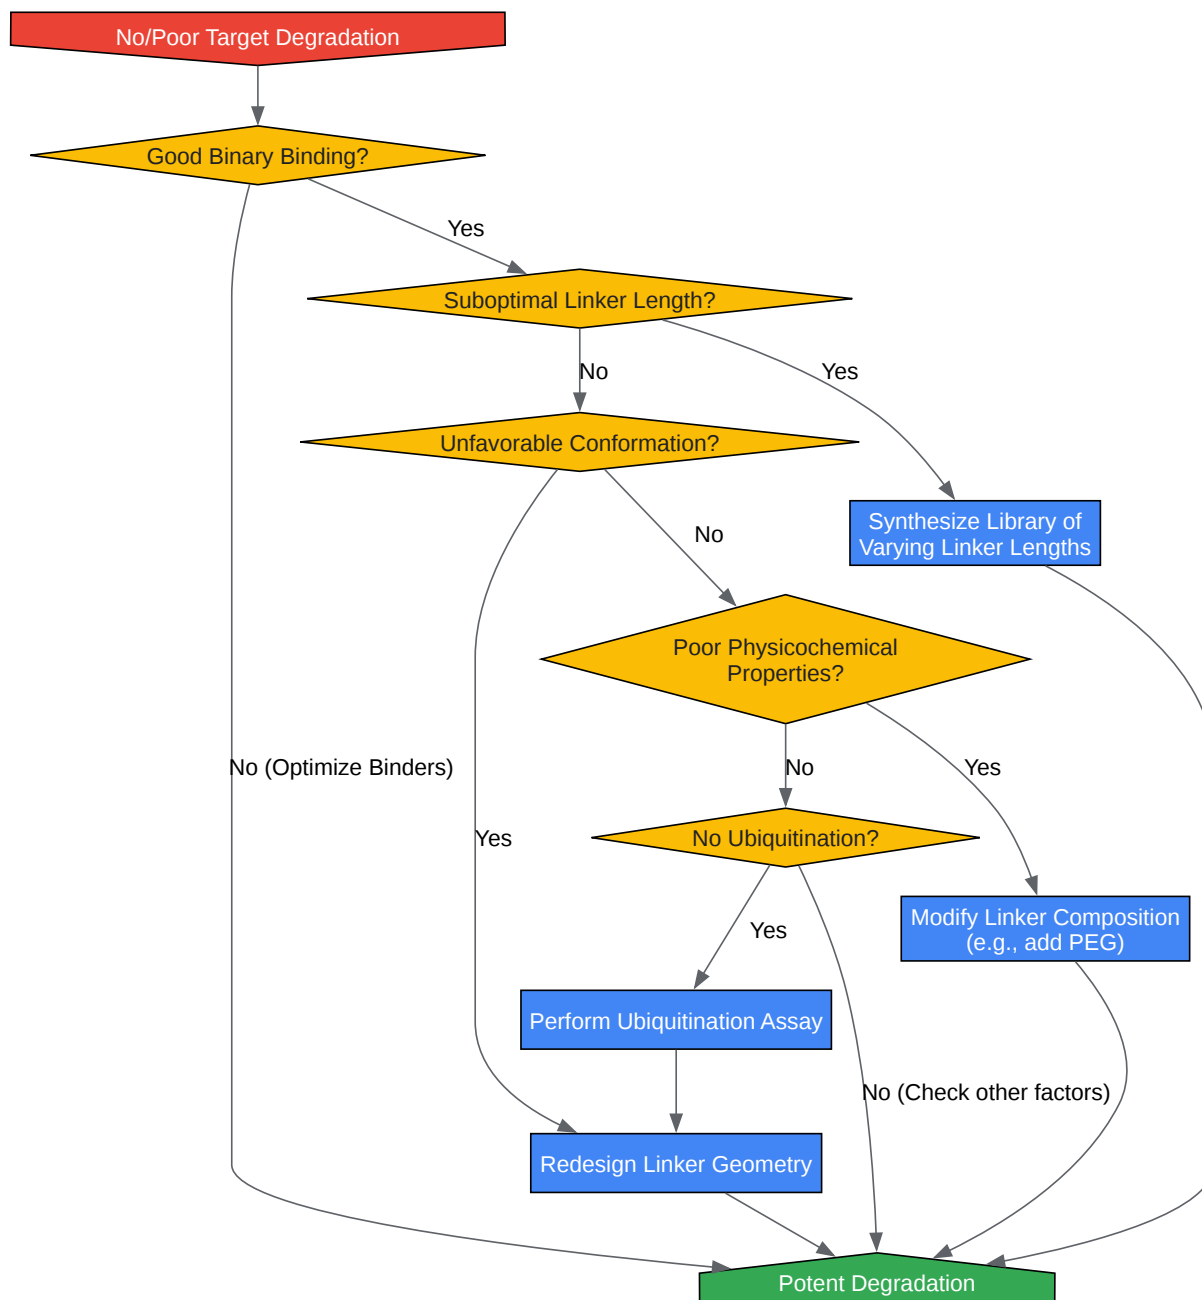 No/Poor Target Degradation
Good Binary Binding?
Yes
Suboptimal Linker Length?
No
Yes
Unfavorable Conformation?
Synthesize Library of
Varying Linker Lengths
No
Poor Physicochemical
Properties?
No (Optimize Binders)
No
Yes
Yes
No Ubiquitination?
Modify Linker Composition
(e.g., add PEG)
Yes
Perform Ubiquitination Assay
No (Check other factors)
Redesign Linker Geometry
Potent Degradation